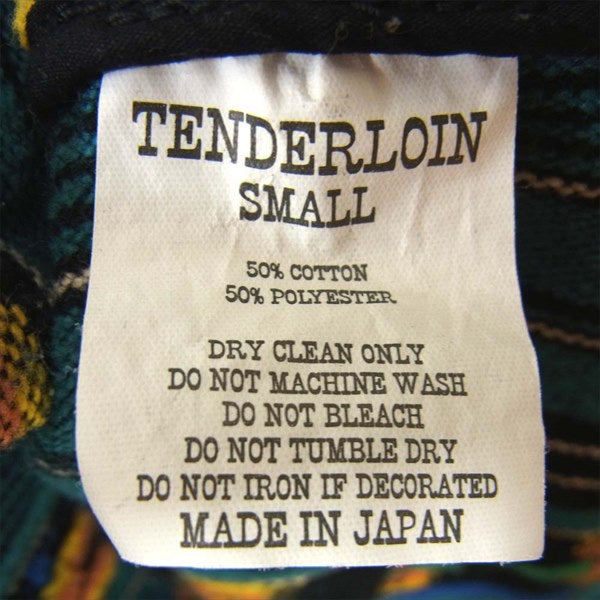 TENDERLOIN
SMALL
50% COTTON
50% POLYESTER
DRY CLEAN ONLY
DO NOT MACHINE WASH
DO NOT BLEACH
DO NOT TUMBLE DRY
DO NOT IRON IF DECORATED
MADE IN JAPAN